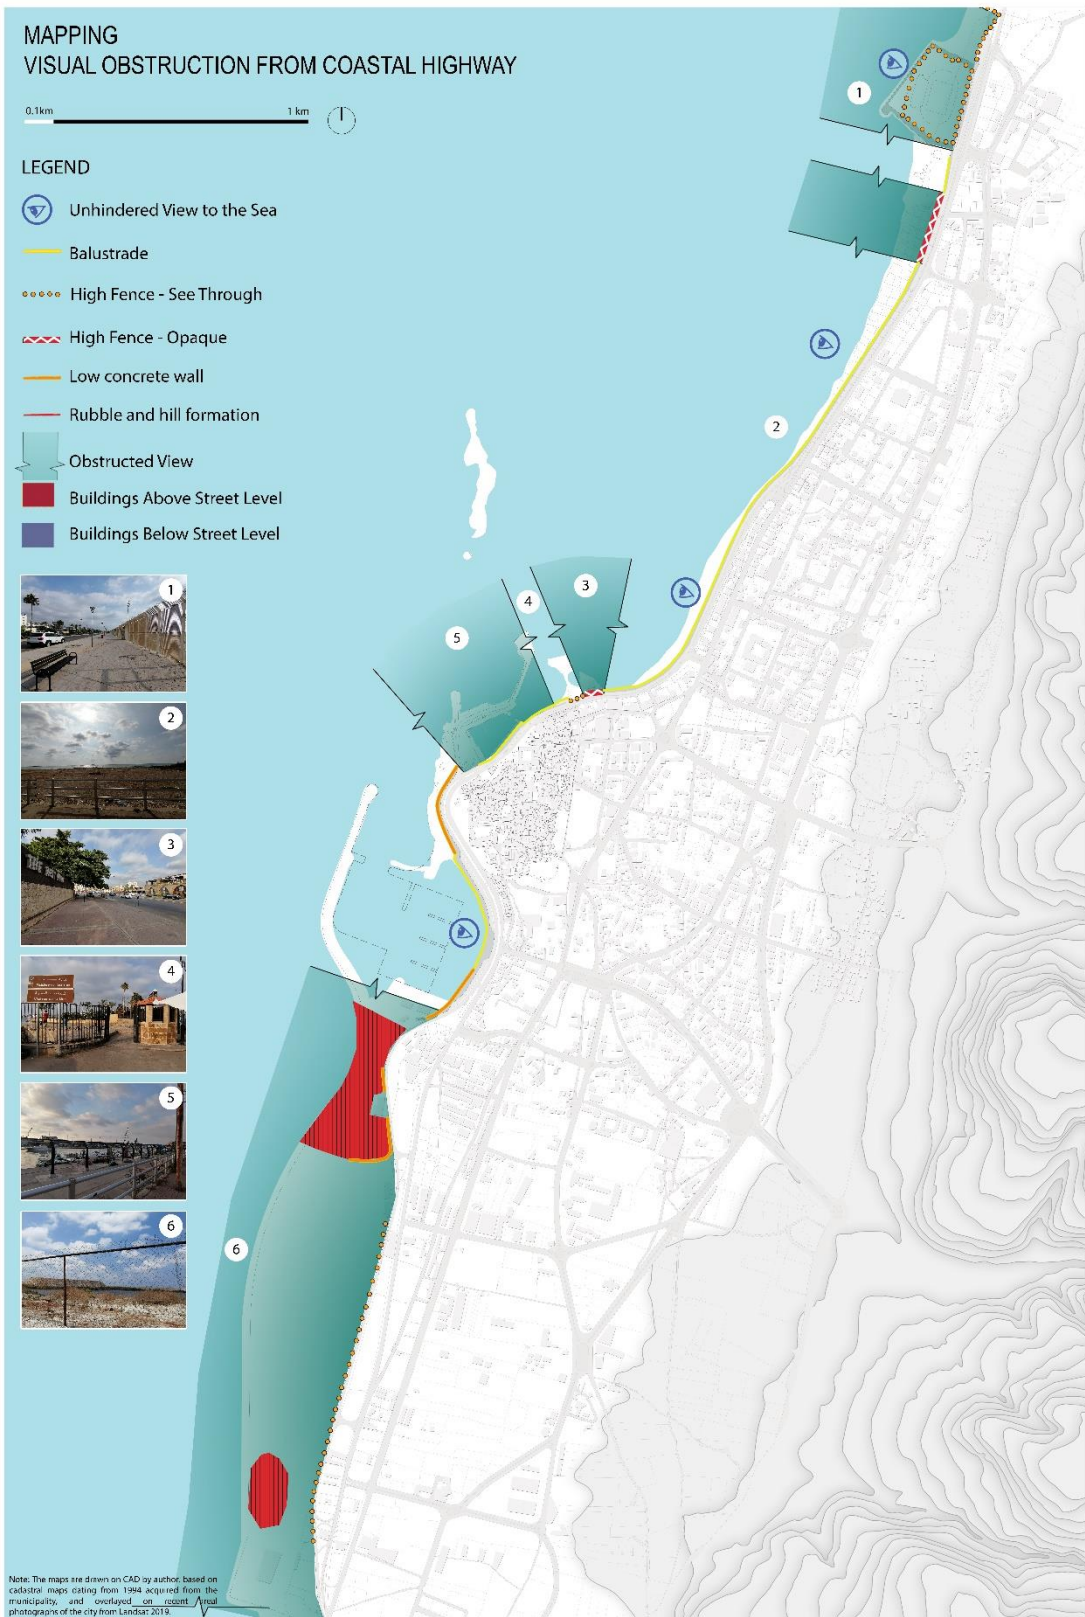 MAPPING
VISUAL OBSTRUCTION FROM COASTAL HIGHWAY
0.1km 1 km
LEGEND
Unhindered View to the Sea
Balustrade
High Fence - See Through
High Fence - Opaque
Low concrete wall
Rubble and hill formation
Obstructed View
Buildings Above Street Level
Buildings Below Street Level
1
2
3
4
5
6
1
2
3
4
5
6
THE
Note: The maps are drawn on CAD by author, based on
cadastral maps dating from 1994 acquired from the
municipality, and overlayed on recent areal
photographs of the city from Landsat 2019.